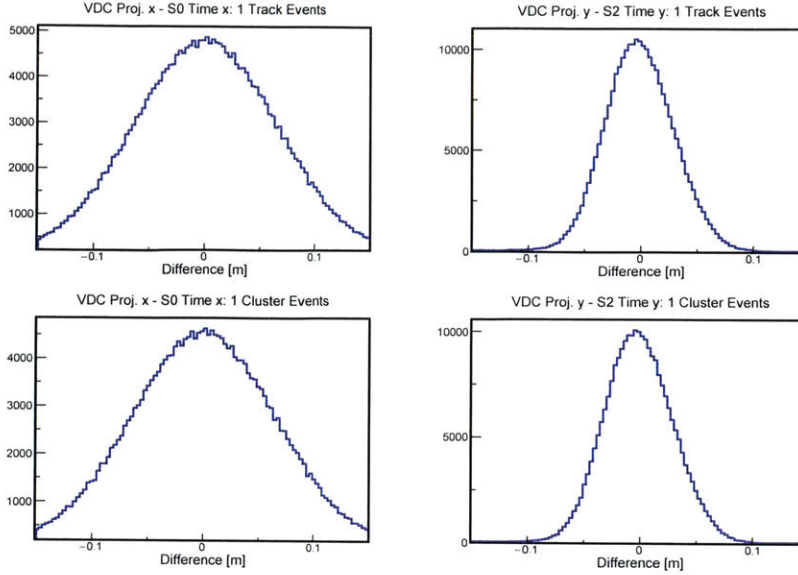 VDC Proj. x - S0 Time x: 1 Track Events
5000
4000
3000
2000
1000
−0.1 0 0.1
Difference [m]
VDC Proj. y - S2 Time y: 1 Track Events
10000
5000
0
−0.1 0 0.1
Difference [m]
VDC Proj. x - S0 Time x: 1 Cluster Events
4000
3000
2000
1000
−0.1 0 0.1
Difference [m]
VDC Proj. y - S2 Time y: 1 Cluster Events
10000
5000
0
−0.1 0 0.1
Difference [m]